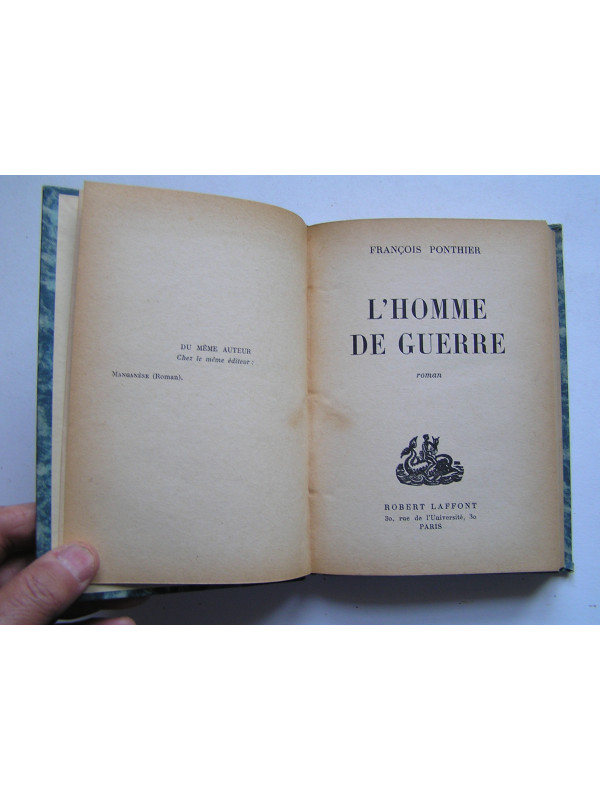 DU MÊME AUTEUR
Chez le même éditeur :
MANGANÈSE (Roman).
FRANÇOIS PONTHIER
L'HOMME
DE GUERRE
roman
ROBERT LAFFONT
30, rue de l'Université, 30
PARIS